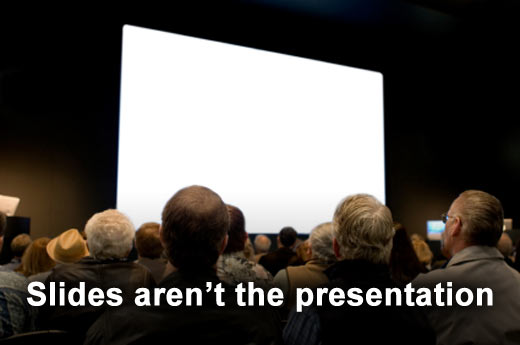 Slides aren’t the presentation